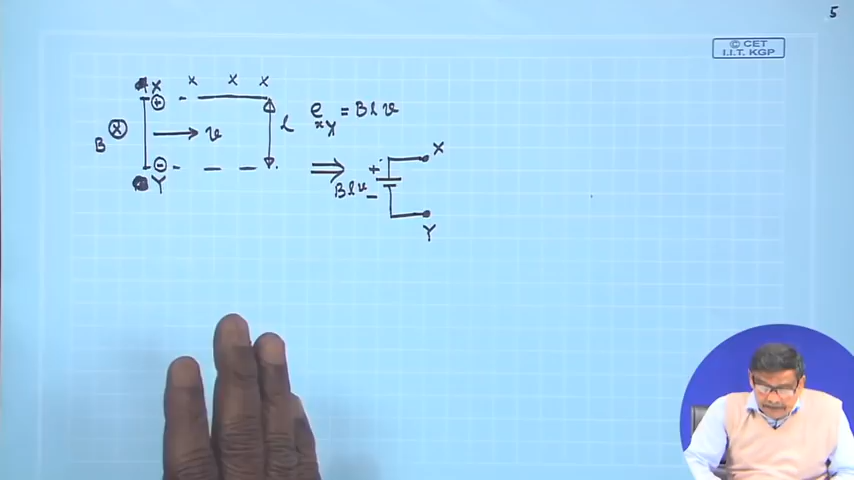 5
© CET
I.I.T. KGP
X x x x
+
B X v l
e xy = Blv
- Y
⇒ Blv + - X
Y